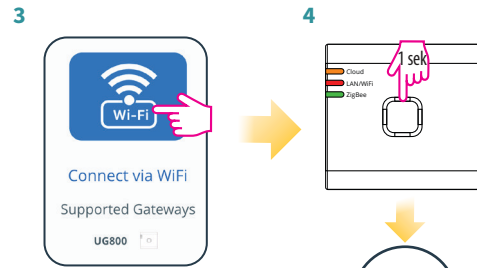 3
Wi-Fi
Connect via WiFi
Supported Gateways
UG800
4
1 sek
Cloud
LAN/WiFi
ZigBee